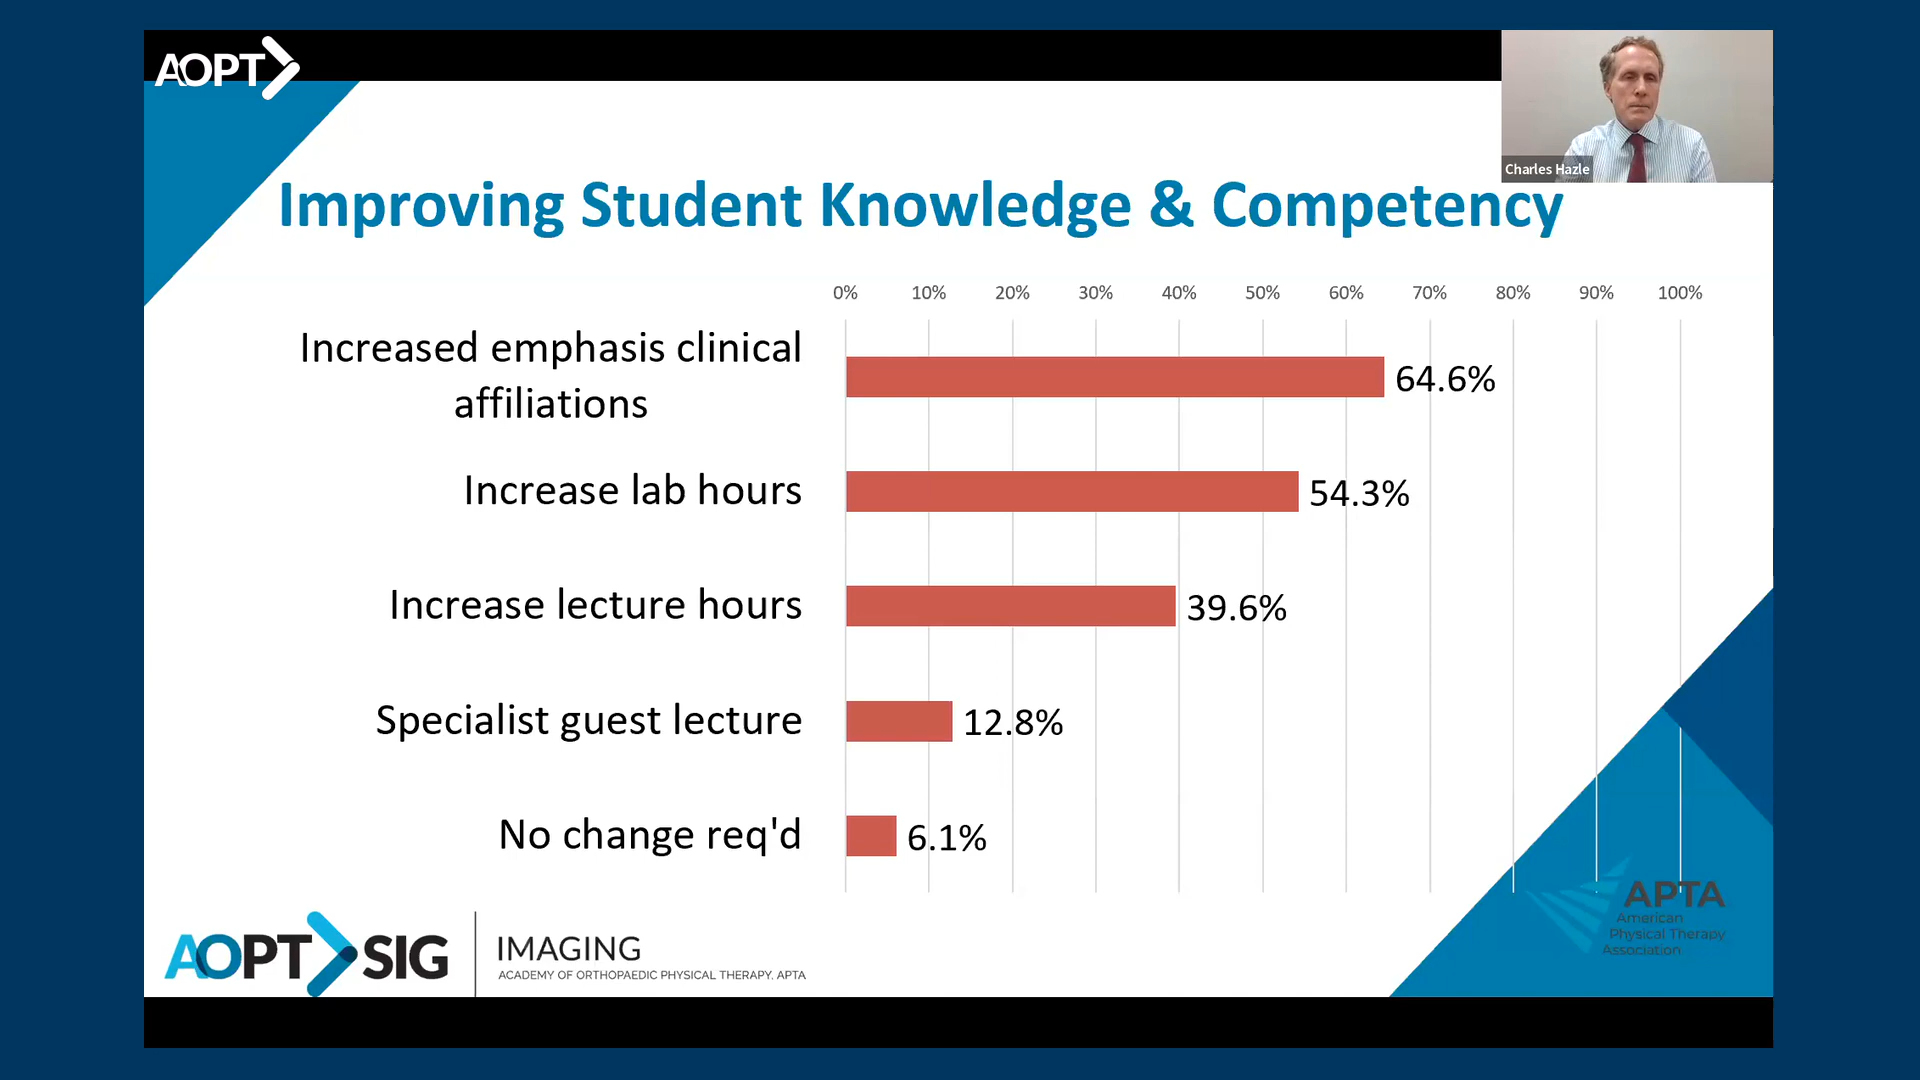 AOPT
Charles Hazle
Improving Student Knowledge & Competency
0% 10% 20% 30% 40% 50% 60% 70% 80% 90% 100%
Increased emphasis clinical
affiliations
64.6%
Increase lab hours 54.3%
Increase lecture hours 39.6%
Specialist guest lecture 12.8%
No change req'd 6.1%
AOPT SIG
IMAGING
ACADEMY OF ORTHOPAEDIC PHYSICAL THERAPY, APTA
APTA
American
Physical Therapy
Association